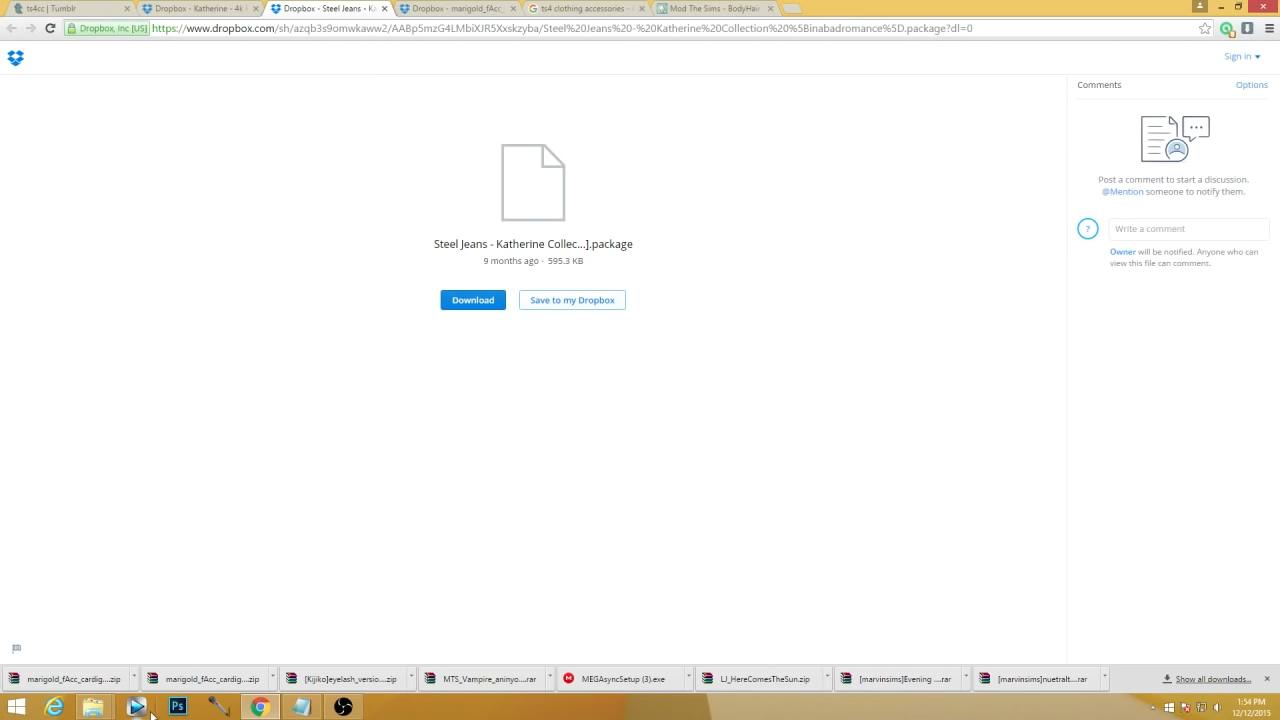 ts4cc | Tumblr
Dropbox - Katherine - 4k
Dropbox - Steel Jeans - Ka
Dropbox - marigold_fAcc
ts4 clothing accessories -
Mod The Sims - BodyHair
Dropbox, Inc [US] https://www.dropbox.com/sh/azqb3s9omwkaww2/AABp5mzG4LMbiXJR5Xxskzyba/Steel%20Jeans%20-%20Katherine%20Collection%20%5Binabadromance%5D.package?dl=0
Sign in
Comments
Options
Post a comment to start a discussion.
@Mention someone to notify them.
?
Write a comment
Owner will be notified. Anyone who can
view this file can comment.
Steel Jeans - Katherine Collec...].package
9 months ago · 595.3 KB
Download
Save to my Dropbox
marigold_fAcc_cardig....zip
marigold_fAcc_cardig....zip
[Kijiko]eyelash_versio....zip
MTS_Vampire_aninyo....rar
MEGAsyncSetup (3).exe
LJ_HereComesTheSun.zip
[marvinsims]Evening ....rar
[marvinsims]nuetralt....rar
Show all downloads...
Ps
1:54 PM
12/12/2015